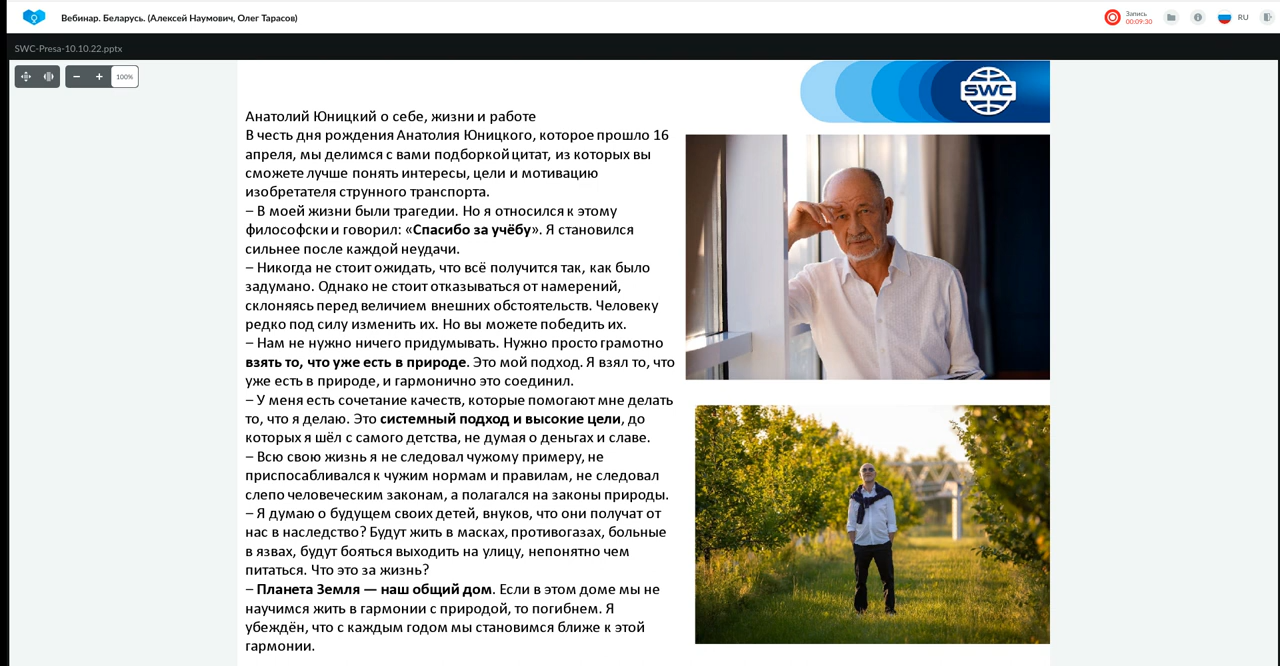 Вебинар. Беларусь. (Алексей Наумович, Олег Тарасов)
Запись
00:09:30
RU
SWC-Presa-10.10.22.pptx
100%
SWC
Анатолий Юницкий о себе, жизни и работе
В честь дня рождения Анатолия Юницкого, которое прошло 16
апреля, мы делимся с вами подборкой цитат, из которых вы
сможете лучше понять интересы, цели и мотивацию
изобретателя струнного транспорта.
– В моей жизни были трагедии. Но я относился к этому
философски и говорил: «Спасибо за учёбу». Я становился
сильнее после каждой неудачи.
– Никогда не стоит ожидать, что всё получится так, как было
задумано. Однако не стоит отказываться от намерений,
склоняясь перед величием внешних обстоятельств. Человеку
редко под силу изменить их. Но вы можете победить их.
– Нам не нужно ничего придумывать. Нужно просто грамотно
взять то, что уже есть в природе. Это мой подход. Я взял то, что
уже есть в природе, и гармонично это соединил.
– У меня есть сочетание качеств, которые помогают мне делать
то, что я делаю. Это системный подход и высокие цели, до
которых я шёл с самого детства, не думая о деньгах и славе.
– Всю свою жизнь я не следовал чужому примеру, не
приспосабливался к чужим нормам и правилам, не следовал
слепо человеческим законам, а полагался на законы природы.
– Я думаю о будущем своих детей, внуков, что они получат от
нас в наследство? Будут жить в масках, противогазах, больные
в язвах, будут бояться выходить на улицу, непонятно чем
питаться. Что это за жизнь?
– Планета Земля — наш общий дом. Если в этом доме мы не
научимся жить в гармонии с природой, то погибнем. Я
убеждён, что с каждым годом мы становимся ближе к этой
гармонии.